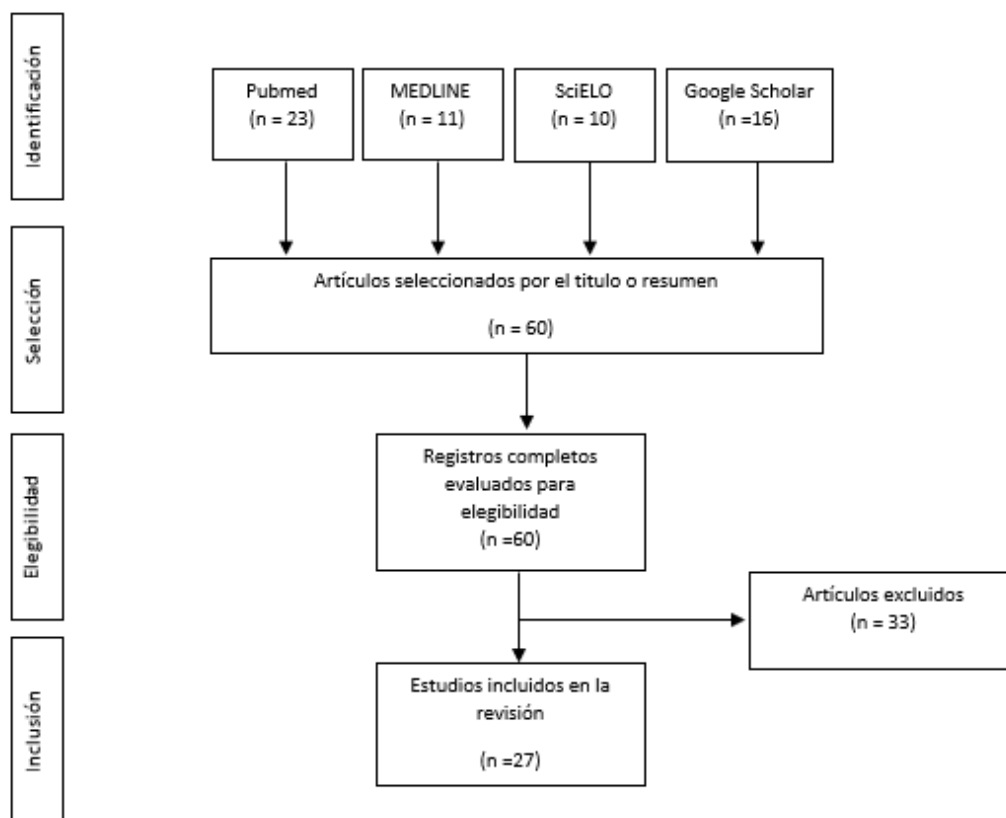 Identificación
Pubmed
(n = 23)
MEDLINE
(n = 11)
SciELO
(n = 10)
Google Scholar
(n =16)
Selección
Artículos seleccionados por el titulo o resumen
(n = 60)
Elegibilidad
Registros completos
evaluados para
elegibilidad
(n =60)
Artículos excluidos
(n = 33)
Inclusión
Estudios incluidos en la
revisión
(n =27)